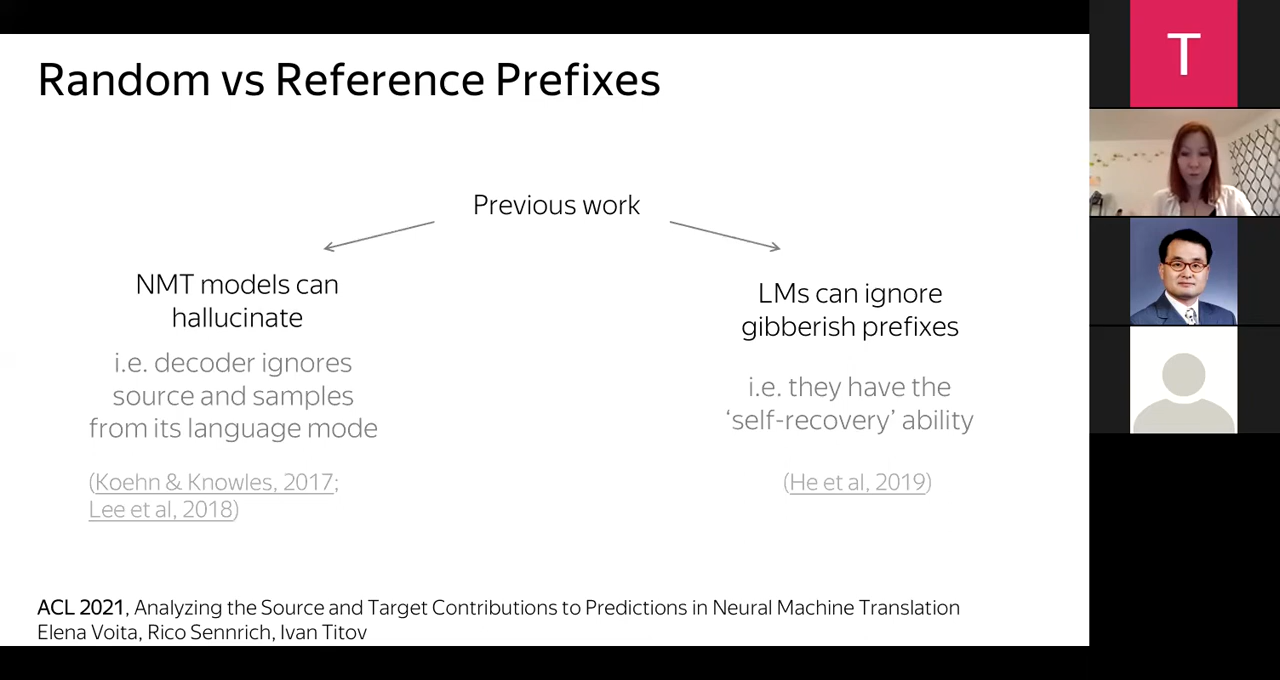 Random vs Reference Prefixes
Previous work
NMT models can
hallucinate
i.e. decoder ignores
source and samples
from its language mode
(Koehn & Knowles, 2017;
Lee et al, 2018)
LMs can ignore
gibberish prefixes
i.e. they have the
‘self-recovery’ ability
(He et al, 2019)
ACL 2021, Analyzing the Source and Target Contributions to Predictions in Neural Machine Translation
Elena Voita, Rico Sennrich, Ivan Titov
T